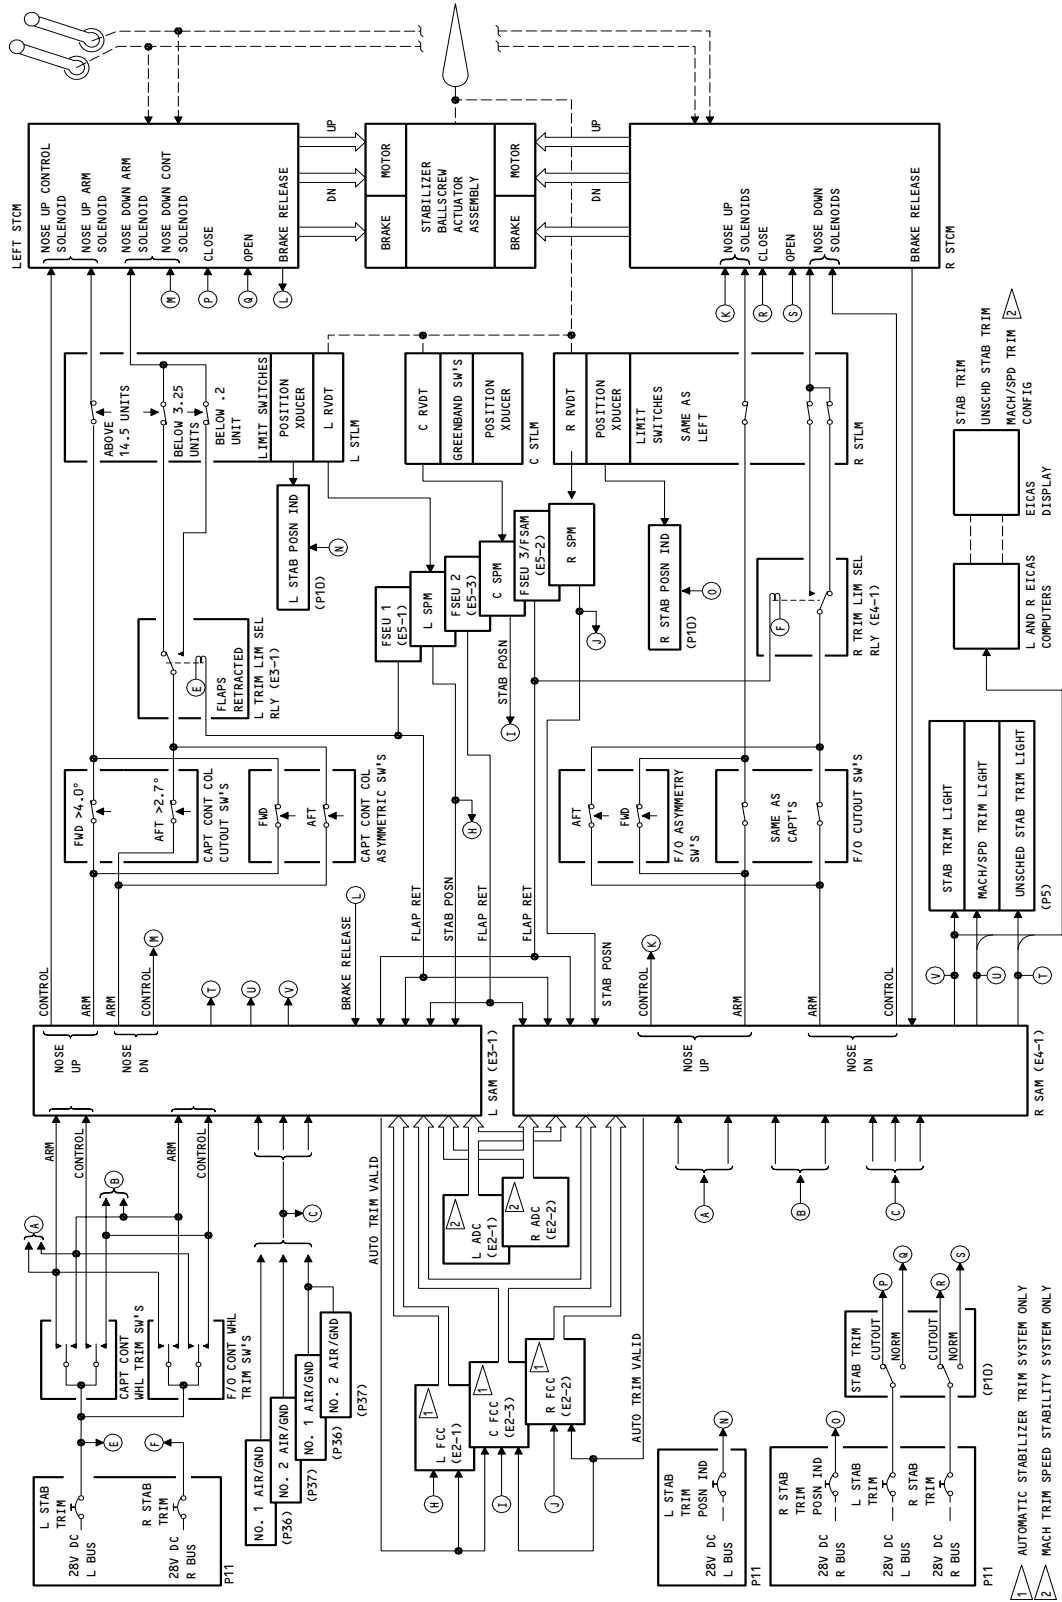 LEFT STCM
NOSE UP CONTROL
SOLENOID
NOSE UP ARM
SOLENOID
NOSE DOWN ARM
SOLENOID
NOSE DOWN CONT
SOLENOID
CLOSE
OPEN
BRAKE RELEASE
M
P
Q
L
UP
DN
MOTOR
BRAKE
STABILIZER
BALLSCREW
ACTUATOR
ASSEMBLY
MOTOR
BRAKE
UP
DN
NOSE UP
SOLENOIDS
CLOSE
OPEN
NOSE DOWN
SOLENOIDS
BRAKE RELEASE
R STCM
K
R
S
ABOVE
14.5 UNITS
BELOW 3.25
UNITS
BELOW .2
UNIT
LIMIT SWITCHES
POSITION
XDUCER
L RVDT
L STLM
C RVDT
GREENBAND SW'S
POSITION
XDUCER
C STLM
R RVDT
POSITION
XDUCER
LIMIT
SWITCHES
SAME AS
LEFT
R STLM
L STAB POSN IND
(P10)
N
FSEU 1
(E5-1)
L SPM
FSEU 2
(E5-3)
C SPM
FSEU 3/FSAM
(E5-2)
R SPM
R STAB POSN IND
(P10)
O
J
I
STAB POSN
E
FLAPS
RETRACTED
L TRIM LIM SEL
RLY (E3-1)
F
R TRIM LIM SEL
RLY (E4-1)
STAB TRIM
UNSCHD STAB TRIM
MACH/SPD TRIM 2
CONFIG
EICAS
DISPLAY
L AND R EICAS
COMPUTERS
FWD >4.0°
AFT >2.7°
CAPT CONT COL
CUTOUT SW'S
FWD
AFT
CAPT CONT COL
ASYMMETRIC SW'S
H
AFT
FWD
F/O ASYMMETRY
SW'S
SAME AS
CAPT'S
F/O CUTOUT SW'S
STAB TRIM LIGHT
MACH/SPD TRIM LIGHT
UNSCHED STAB TRIM LIGHT
(P5)
CONTROL
ARM
ARM
CONTROL
M
T
U
V
BRAKE RELEASE
L
FLAP RET
STAB POSN
FLAP RET
FLAP RET
STAB POSN
CONTROL
K
ARM
ARM
CONTROL
V
U
T
NOSE
UP
NOSE
DN
L SAM (E3-1)
NOSE
UP
NOSE
DN
R SAM (E4-1)
ARM
CONTROL
ARM
CONTROL
A
B
C
AUTO TRIM VALID
2
L ADC
(E2-1)
2
R ADC
(E2-2)
A
B
C
CAPT CONT
WHL TRIM SW'S
F/O CONT WHL
TRIM SW'S
NO. 1 AIR/GND
(P36)
NO. 2 AIR/GND
(P37)
NO. 1 AIR/GND
(P36)
NO. 2 AIR/GND
(P37)
1
L FCC
(E2-1)
1
C FCC
(E2-3)
1
R FCC
(E2-2)
AUTO TRIM VALID
H
I
J
E
F
L STAB
TRIM
28V DC
L BUS
R STAB
TRIM
28V DC
R BUS
P11
N
L STAB
TRIM
POSN IND
28V DC
L BUS
P11
O
R STAB
TRIM
POSN IND
28V DC
R BUS
L STAB
TRIM
28V DC
L BUS
R STAB
TRIM
28V DC
R BUS
P11
STAB TRIM
CUTOUT
NORM
CUTOUT
NORM
(P10)
P
Q
R
S
1 AUTOMATIC STABILIZER TRIM SYSTEM ONLY
2 MACH TRIM SPEED STABILITY SYSTEM ONLY